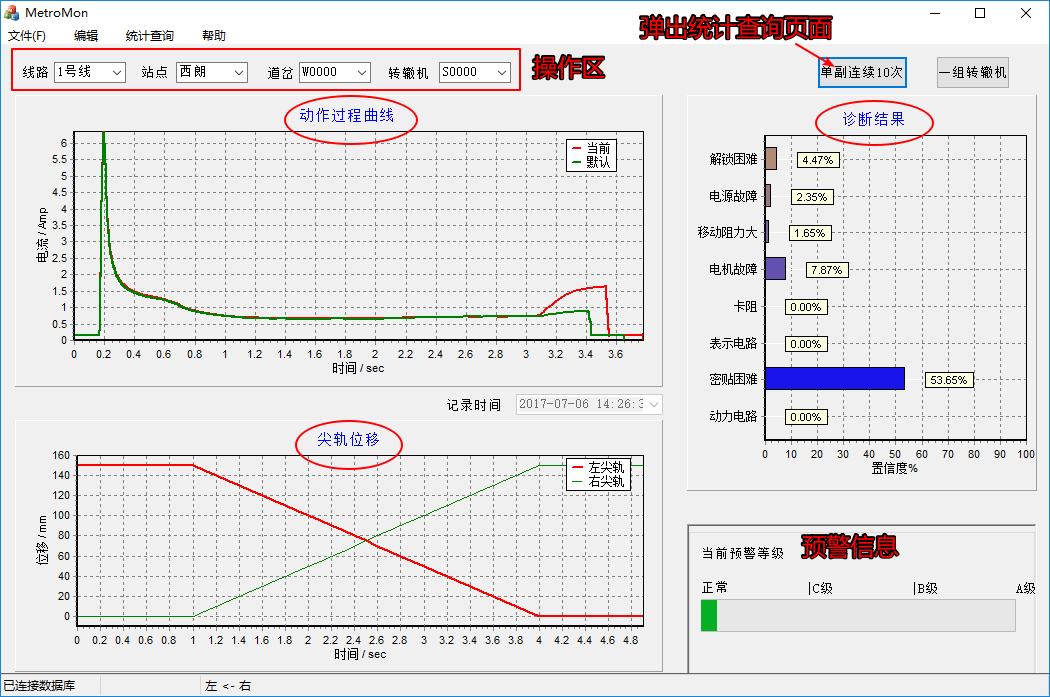 MetroMon
文件(F) 编辑 统计查询 帮助
弹出统计查询页面
线路 1号线 站点 西朗 道岔 W0000 转辙机 S0000
操作区
单副连续10次 一组转辙机
动作过程曲线
当前
默认
电流 / Amp
6
5.5
5
4.5
4
3.5
3
2.5
2
1.5
1
0.5
0
0 0.2 0.4 0.6 0.8 1 1.2 1.4 1.6 1.8 2 2.2 2.4 2.6 2.8 3 3.2 3.4 3.6
时间 / sec
记录时间 2017-07-06 14:26:3
尖轨位移
左尖轨
右尖轨
位移 / mm
160
140
120
100
80
60
40
20
0
0 0.2 0.4 0.6 0.8 1 1.2 1.4 1.6 1.8 2 2.2 2.4 2.6 2.8 3 3.2 3.4 3.6 3.8 4 4.2 4.4 4.6 4.8
时间 / sec
诊断结果
解锁困难 4.47%
电源故障 2.35%
移动阻力大 1.65%
电机故障 7.87%
卡阻 0.00%
表示电路 0.00%
密贴困难 53.65%
动力电路 0.00%
0 10 20 30 40 50 60 70 80 90 100
置信度%
当前预警等级 预警信息
正常 |C级 |B级 A级
已连接数据库 左 <- 右